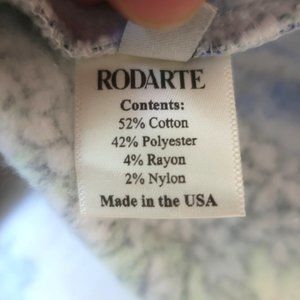 RODARTE
Contents:
52% Cotton
42% Polyester
4% Rayon
2% Nylon
Made in the USA